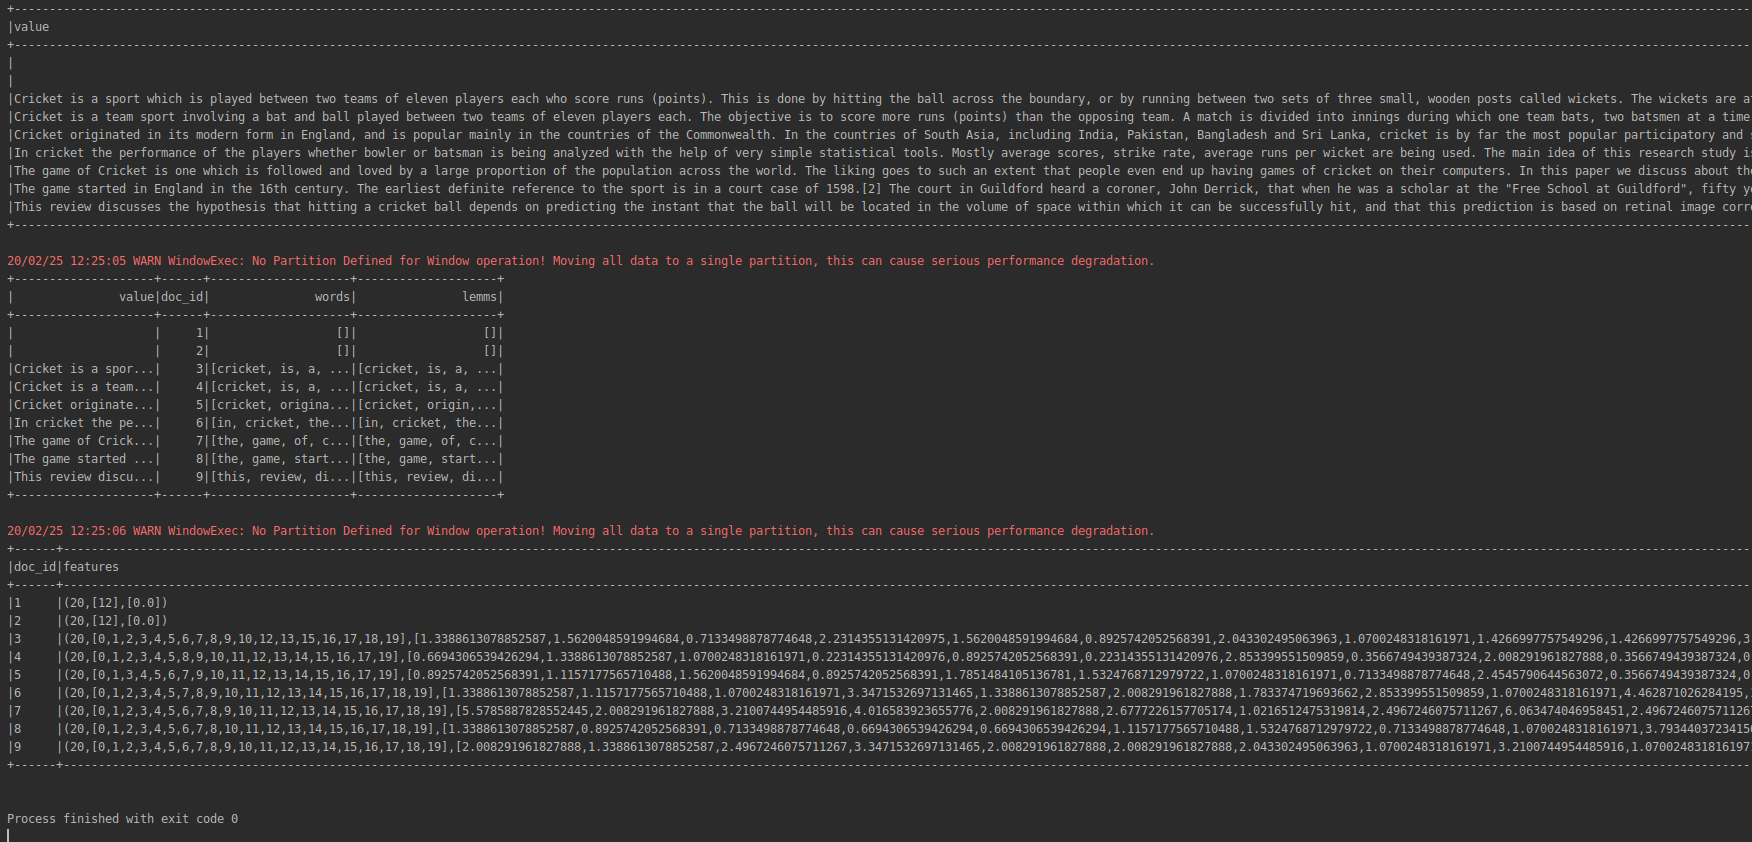 +----------------------------------------------------------------
|value
+----------------------------------------------------------------
|
|
|Cricket is a sport which is played between two teams of eleven players each who score runs (points). This is done by hitting the ball across the boundary, or by running between two sets of three small, wooden posts called wickets. The wickets are a
|Cricket is a team sport involving a bat and ball played between two teams of eleven players each. The objective is to score more runs (points) than the opposing team. A match is divided into innings during which one team bats, two batsmen at a time
|Cricket originated in its modern form in England, and is popular mainly in the countries of the Commonwealth. In the countries of South Asia, including India, Pakistan, Bangladesh and Sri Lanka, cricket is by far the most popular participatory and
|In cricket the performance of the players whether bowler or batsman is being analyzed with the help of very simple statistical tools. Mostly average scores, strike rate, average runs per wicket are being used. The main idea of this research study i
|The game of Cricket is one which is followed and loved by a large proportion of the population across the world. The liking goes to such an extent that people even end up having games of cricket on their computers. In this paper we discuss about th
|The game started in England in the 16th century. The earliest definite reference to the sport is in a court case of 1598.[2] The court in Guildford heard a coroner, John Derrick, that when he was a scholar at the "Free School at Guildford", fifty y
|This review discusses the hypothesis that hitting a cricket ball depends on predicting the instant that the ball will be located in the volume of space within which it can be successfully hit, and that this prediction is based on retinal image corr
+----------------------------------------------------------------
20/02/25 12:25:05 WARN WindowExec: No Partition Defined for Window operation! Moving all data to a single partition, this can cause serious performance degradation.
+--------------------+------+--------------------+--------------------+
|               value|doc_id|               words|               lemms|
+--------------------+------+--------------------+--------------------+
|                    |     1|                  []|                  []|
|                    |     2|                  []|                  []|
|Cricket is a spor...|     3|[cricket, is, a, ...|[cricket, is, a, ...|
|Cricket is a team...|     4|[cricket, is, a, ...|[cricket, is, a, ...|
|Cricket originate...|     5|[cricket, origina...|[cricket, origin,...|
|In cricket the pe...|     6|[in, cricket, the...|[in, cricket, the...|
|The game of Crick...|     7|[the, game, of, c...|[the, game, of, c...|
|The game started ...|     8|[the, game, start...|[the, game, start...|
|This review discu...|     9|[this, review, di...|[this, review, di...|
+--------------------+------+--------------------+--------------------+
20/02/25 12:25:06 WARN WindowExec: No Partition Defined for Window operation! Moving all data to a single partition, this can cause serious performance degradation.
+------+---------------------------------------------------------
|doc_id|features
+------+---------------------------------------------------------
|1     |(20,[12],[0.0])
|2     |(20,[12],[0.0])
|3     |(20,[0,1,2,3,4,5,6,7,8,9,10,12,13,15,16,17,18,19],[1.3388613078852587,1.5620048591994684,0.7133498878774648,2.2314355131420975,1.5620048591994684,0.8925742052568391,2.043302495063963,1.0700248318161971,1.4266997757549296,1.4266997757549296,3
|4     |(20,[0,1,2,3,4,5,8,9,10,11,12,13,14,15,16,17,19],[0.6694306539426294,1.3388613078852587,1.0700248318161971,0.22314355131420976,0.8925742052568391,0.22314355131420976,2.853399551509859,0.3566749439387324,2.008291961827888,0.3566749439387324,0
|5     |(20,[0,1,2,3,4,5,6,7,8,9,10,11,12,13,14,15,16,17,19],[0.8925742052568391,1.1157177565710488,1.5620048591994684,0.8925742052568391,1.7851484105136781,1.5324768712979722,1.0700248318161971,0.7133498878774648,2.4545790644563072,0.3566749439387324,0
|6     |(20,[0,1,2,3,4,5,7,8,9,10,11,12,13,14,15,16,17,18,19],[1.3388613078852587,1.1157177565710488,1.0700248318161971,3.3471532697131465,1.3388613078852587,2.008291961827888,1.783374719693662,2.853399551509859,1.0700248318161971,4.462871026284195,
|7     |(20,[0,1,2,3,4,5,6,7,8,9,10,11,12,13,14,15,16,17,18,19],[5.5785887828552445,2.008291961827888,3.2100744954485916,4.016583923655776,2.008291961827888,2.6777226157705174,1.0216512475319814,2.4967246075711267,6.063474046958451,2.4967246075711267
|8     |(20,[0,1,2,3,4,5,6,7,8,10,11,12,13,14,15,16,17,18,19],[1.3388613078852587,0.8925742052568391,0.7133498878774648,0.6694306539426294,0.6694306539426294,1.1157177565710488,1.5324768712979722,0.7133498878774648,1.0700248318161971,3.793440372341566
|9     |(20,[0,1,2,3,4,5,6,7,8,9,10,11,12,13,14,15,16,17,18,19],[2.008291961827888,1.3388613078852587,2.4967246075711267,3.3471532697131465,2.008291961827888,2.008291961827888,2.043302495063963,1.0700248318161971,3.2100744954485916,1.070024831816197
+------+---------------------------------------------------------
Process finished with exit code 0